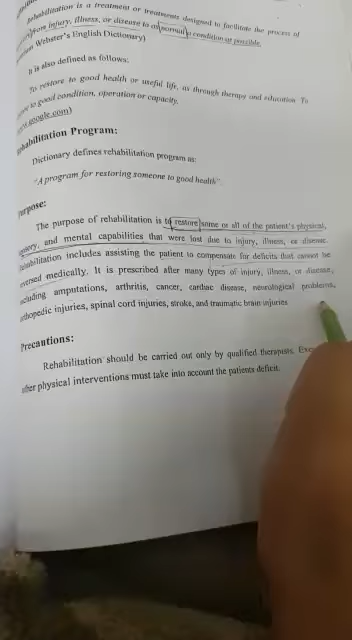 Rehabilitation is a treatment or treatments designed to facilitate the process of
from injury, illness, or disease to as normal a condition as possible.
Webster's English Dictionary)
It is also defined as follows:
To restore to good health or useful life, as through therapy and education. To
to good condition, operation or capacity.
google.com)
Rehabilitation Program:
Dictionary defines rehabilitation program as:
"A program for restoring someone to good health".
Purpose:
The purpose of rehabilitation is to restore some or all of the patient's physical,
sensory, and mental capabilities that were lost due to injury, illness, or disease.
Rehabilitation includes assisting the patient to compensate for deficits that cannot be
reversed medically. It is prescribed after many types of injury, illness, or disease,
including amputations, arthritis, cancer, cardiac disease, neurological problems,
orthopedic injuries, spinal cord injuries, stroke, and traumatic brain injuries
Precautions:
Rehabilitation should be carried out only by qualified therapists.
other physical interventions must take into account the patients deficit.